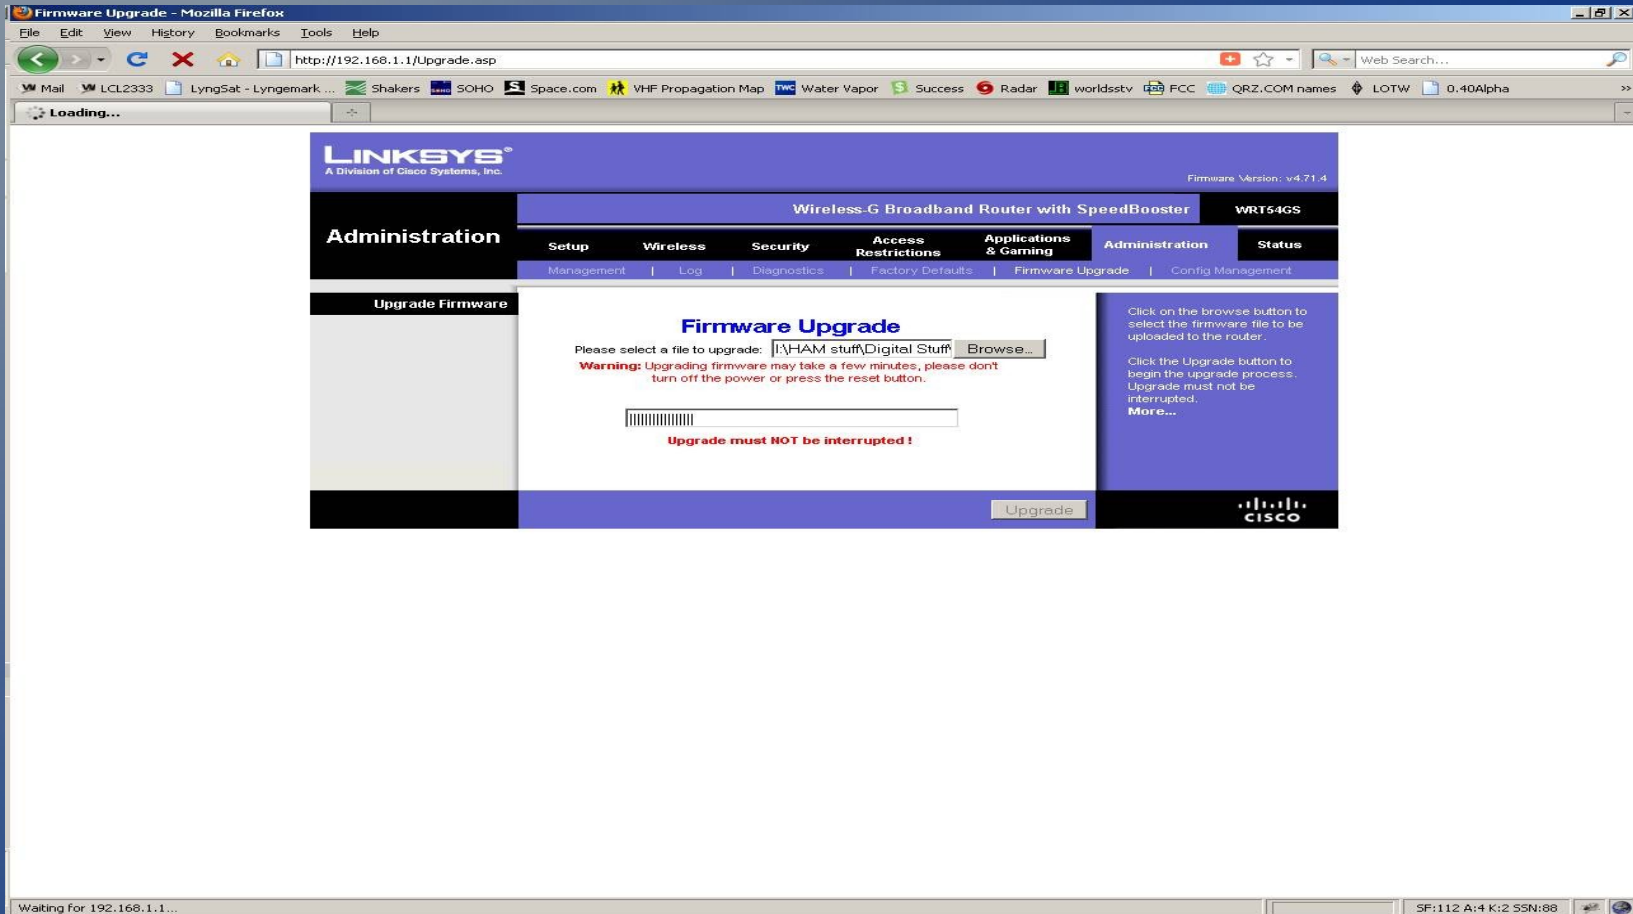 Firmware Upgrade - Mozilla Firefox
File Edit View History Bookmarks Tools Help
http://192.168.1.1/Upgrade.asp
Web Search...
Mail LCL2333 LyngSat - Lyngemark ... Shakers SOHO Space.com VHF Propagation Map TWC Water Vapor Success Radar worldsstv FCC QRZ.COM names LOTW 0.40Alpha »
Loading...
LINKSYS®
A Division of Cisco Systems, Inc.
Firmware Version: v4.71.4
Wireless-G Broadband Router with SpeedBooster WRT54GS
Administration
Setup Wireless Security Access Restrictions Applications & Gaming Administration Status
Management | Log | Diagnostics | Factory Defaults | Firmware Upgrade | Config Management
Upgrade Firmware
Firmware Upgrade
Please select a file to upgrade: I:\HAM stuff\Digital Stuff\ Browse...
Warning: Upgrading firmware may take a few minutes, please don't
turn off the power or press the reset button.
Upgrade must NOT be interrupted !
Click on the browse button to
select the firmware file to be
uploaded to the router.
Click the Upgrade button to
begin the upgrade process.
Upgrade must not be
interrupted.
More...
Upgrade
CISCO
Waiting for 192.168.1.1...
SF:112 A:4 K:2 SSN:88